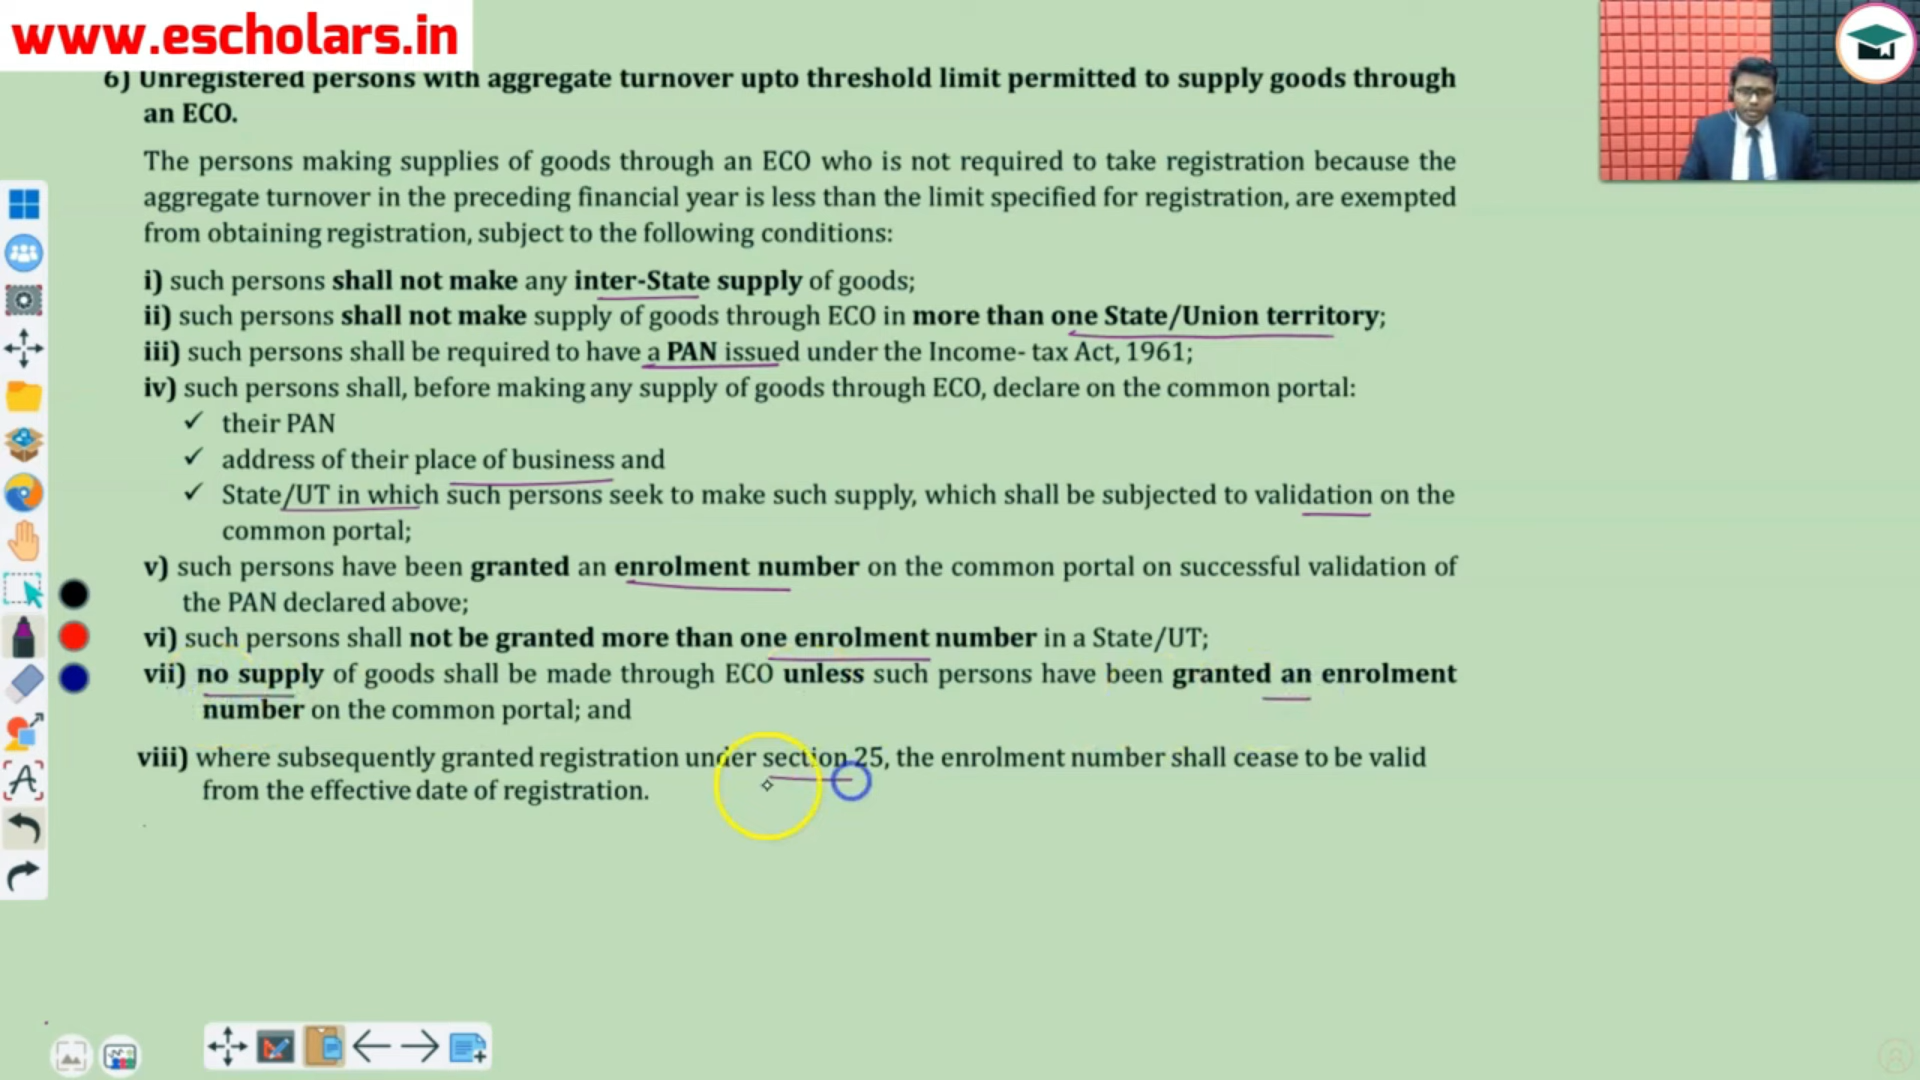 www.escholars.in
6) Unregistered persons with aggregate turnover upto threshold limit permitted to supply goods through
an ECO.
The persons making supplies of goods through an ECO who is not required to take registration because the
aggregate turnover in the preceding financial year is less than the limit specified for registration, are exempted
from obtaining registration, subject to the following conditions:
i) such persons shall not make any inter-State supply of goods;
ii) such persons shall not make supply of goods through ECO in more than one State/Union territory;
iii) such persons shall be required to have a PAN issued under the Income- tax Act, 1961;
iv) such persons shall, before making any supply of goods through ECO, declare on the common portal:
✓ their PAN
✓ address of their place of business and
✓ State/UT in which such persons seek to make such supply, which shall be subjected to validation on the
common portal;
v) such persons have been granted an enrolment number on the common portal on successful validation of
the PAN declared above;
vi) such persons shall not be granted more than one enrolment number in a State/UT;
vii) no supply of goods shall be made through ECO unless such persons have been granted an enrolment
number on the common portal; and
viii) where subsequently granted registration under section 25, the enrolment number shall cease to be valid
from the effective date of registration.